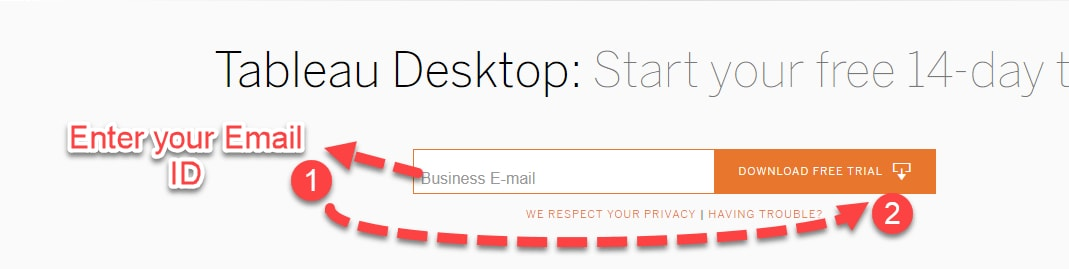 Tableau Desktop: Start your free 14-day t
Enter your Email
ID
1
Business E-mail
DOWNLOAD FREE TRIAL
WE RESPECT YOUR PRIVACY | HAVING TROUBLE?
2